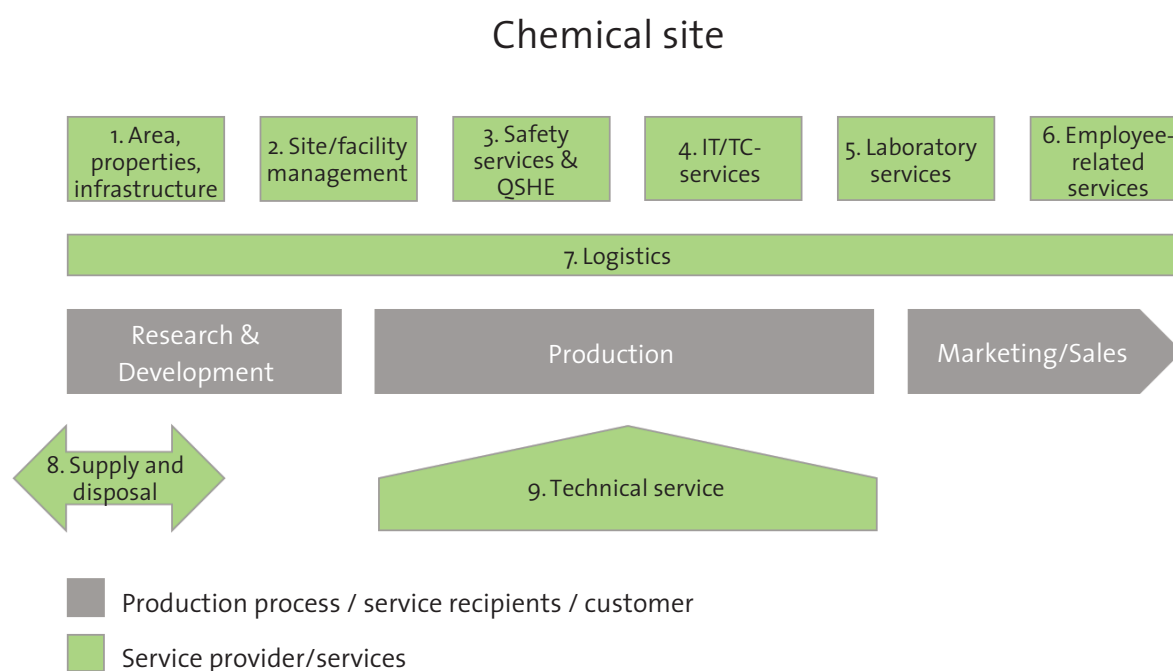 Chemical site
1. Area,
properties,
infrastructure
2. Site/facility
management
3. Safety
services &
QSHE
4. IT/TC-
services
5. Laboratory
services
6. Employee-
related
services
7. Logistics
Research &
Development
Production
Marketing/Sales
8. Supply and
disposal
9. Technical service
Production process / service recipients / customer
Service provider/services